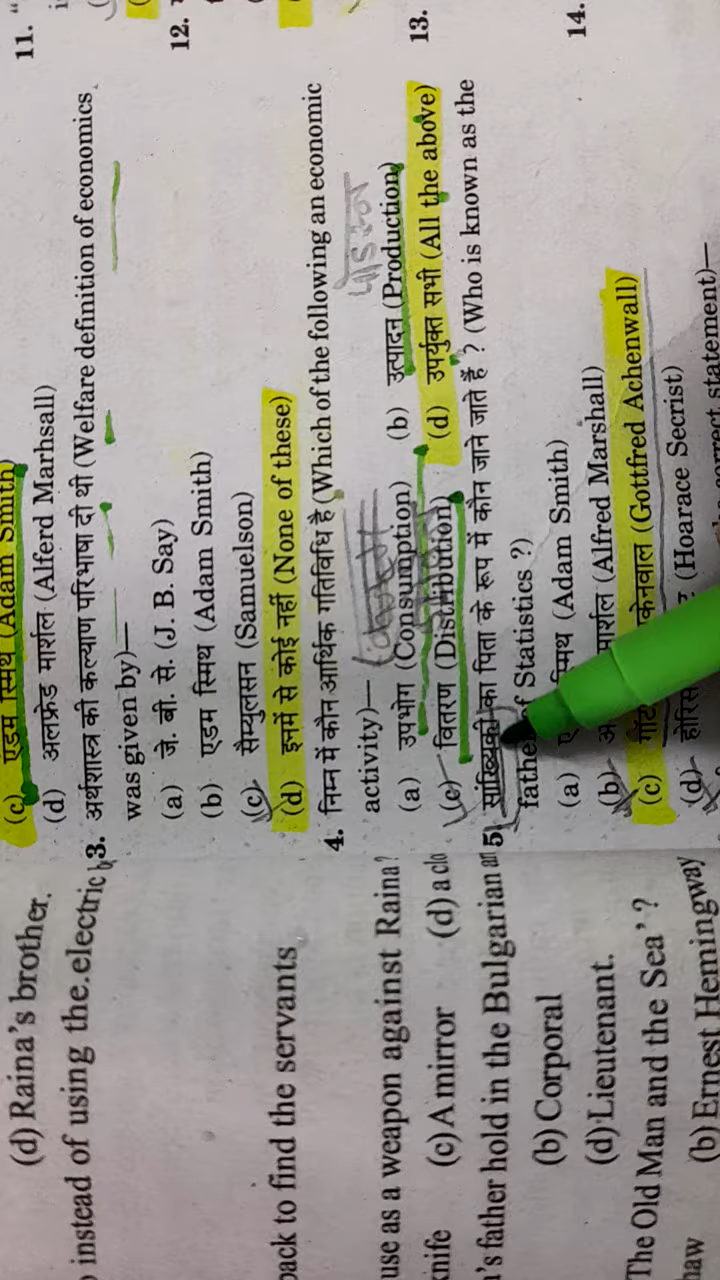 11.
12.
13.
14.
(c) एडम स्मिथ (Adam Smith)
(d) अलफ्रेड मार्शल (Alferd Marhsall)
3. अर्थशास्त्र की कल्याण परिभाषा दी थी (Welfare definition of economics
was given by)—
(a) जे. बी. से. (J. B. Say)
(b) एडम स्मिथ (Adam Smith)
(c) सैम्युलसन (Samuelson)
(d) इनमें से कोई नहीं (None of these)
4. निम्न में कौन आर्थिक गतिविधि है (Which of the following an economic
activity)—
(a) उपभोग (Consumption) (b) उत्पादन (Production)
(c) वितरण (Distribution) (d) उपर्युक्त सभी (All the above)
5. सांख्यिकी का पिता के रूप में कौन जाने जाते हैं ? (Who is known as the
father of Statistics ?)
(a) स्मिथ (Adam Smith)
(b) मार्शल (Alfred Marshall)
(c) (Gottfred Achenwall)
(d) (Hoarace Secrist)
correct statement)—
(d) Raina's brother.
instead of using the electric
back to find the servants
use as a weapon against Raina?
knife (c) A mirror (d) a
's father hold in the Bulgarian
(b) Corporal
(d) Lieutenant.
The Old Man and the Sea' ?
haw (b) Ernest Hemingway